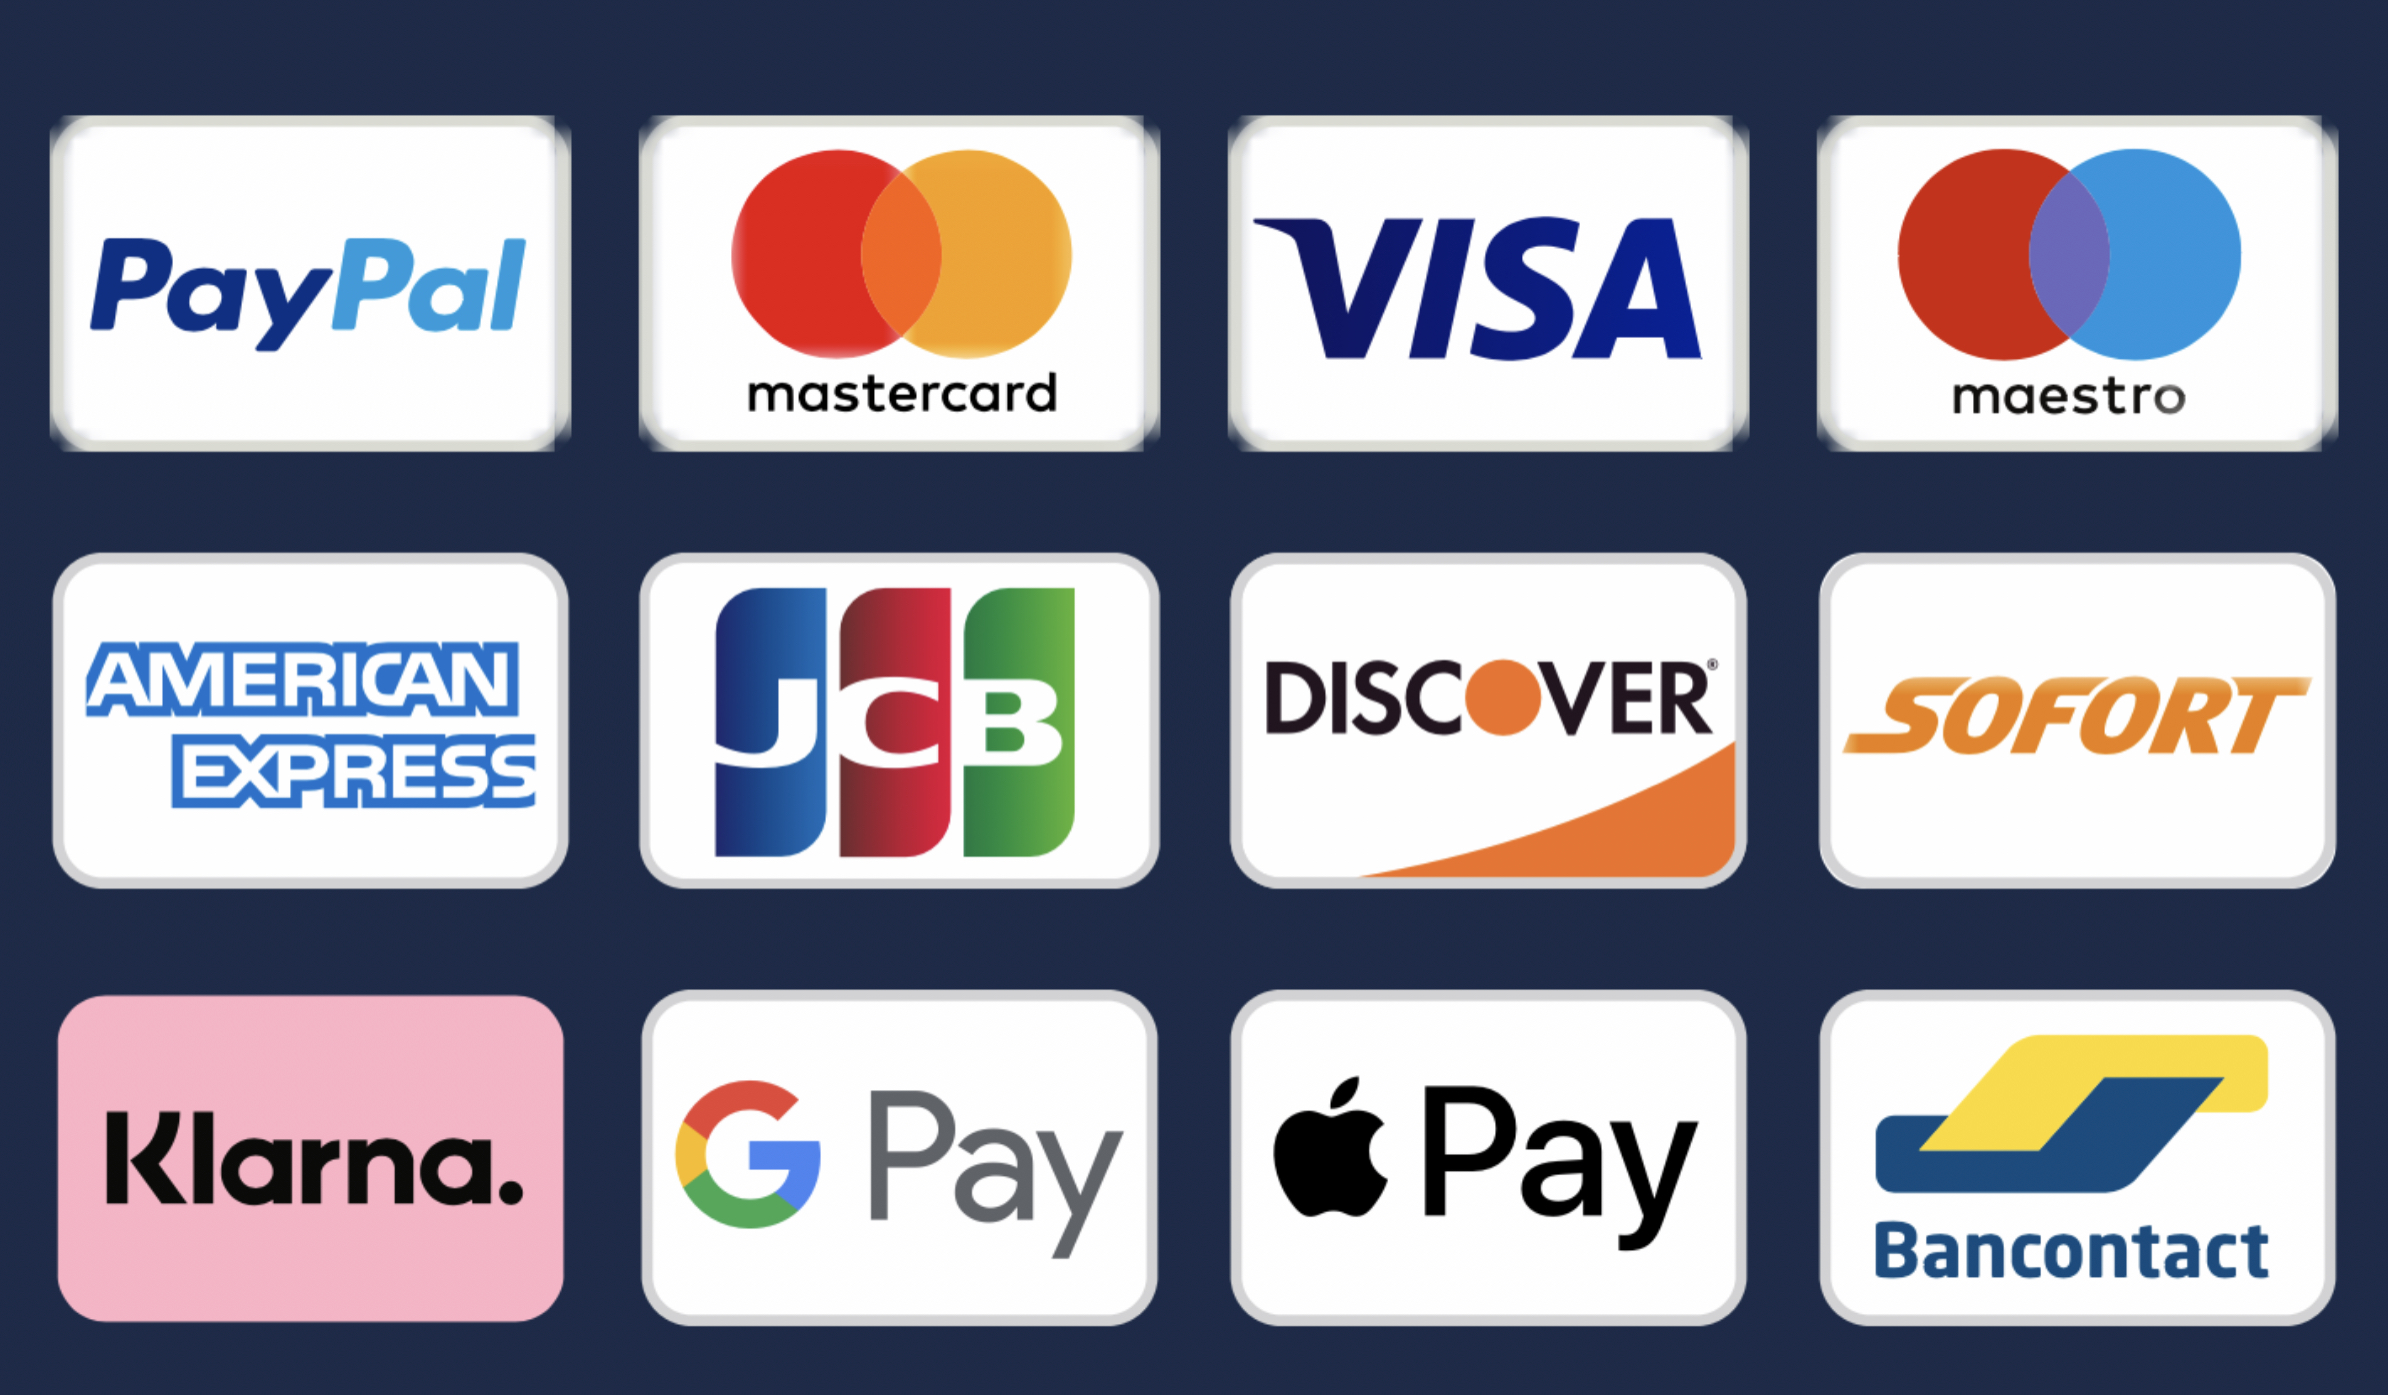 PayPal
mastercard
VISA
maestro
AMERICAN
EXPRESS
JCB
DISCOVER®
SOFORT
Klarna.
G Pay
Pay
Bancontact